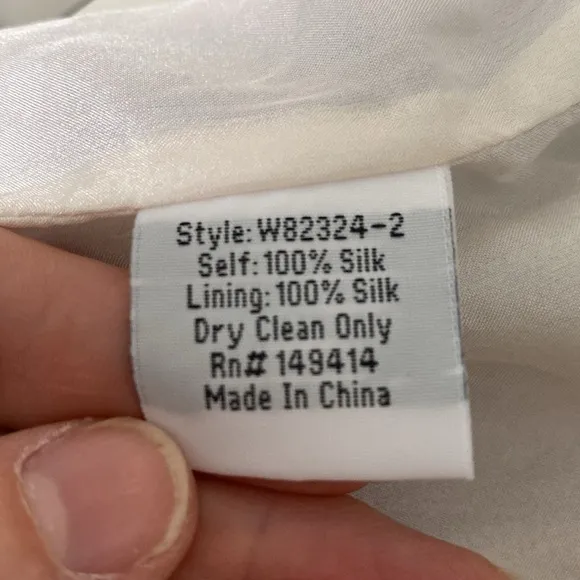 Style: W82324-2
Self: 100% Silk
Lining: 100% Silk
Dry Clean Only
Rn# 149414
Made In China